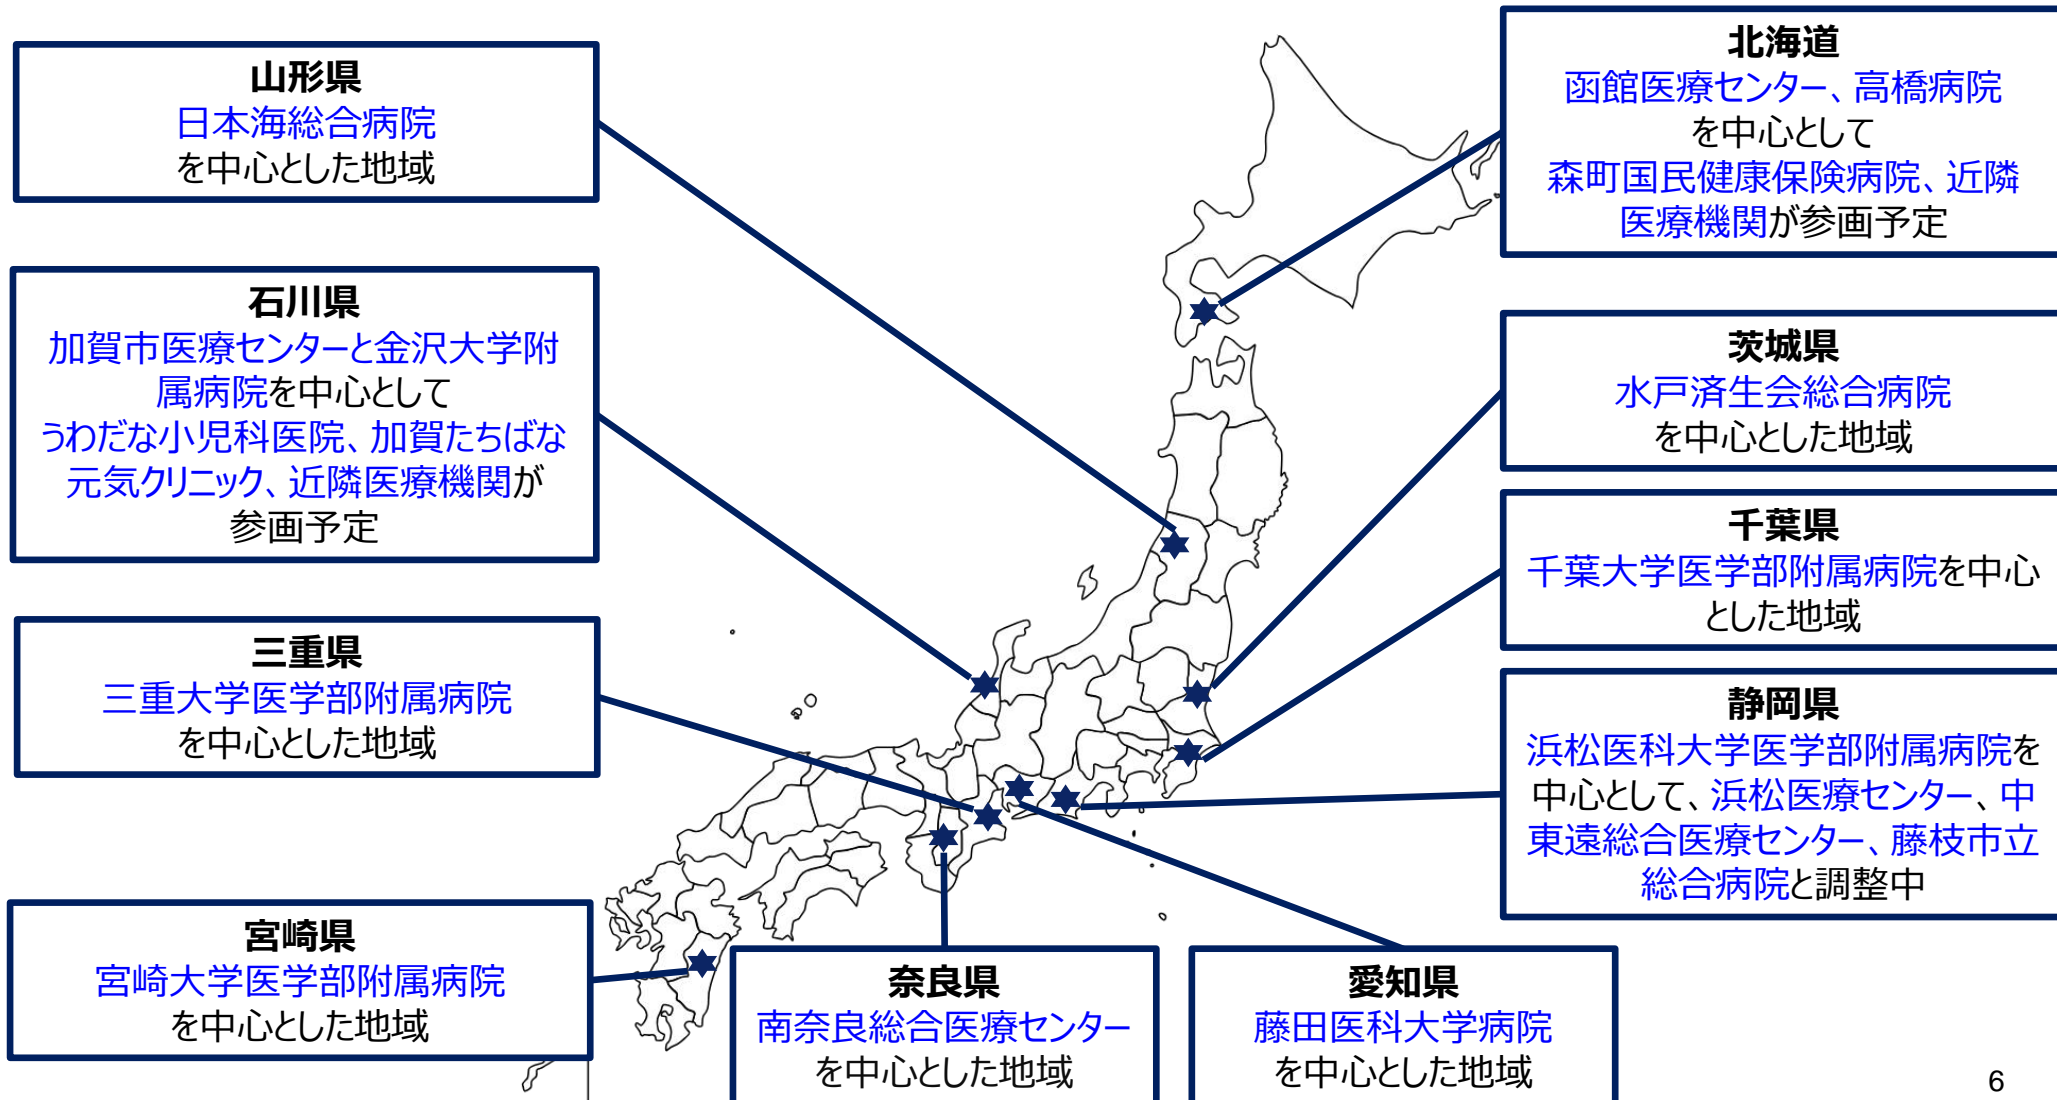 山形県
日本海総合病院
を中心とした地域
石川県
加賀市医療センターと金沢大学附
属病院を中心として
うわだな小児科医院、加賀たちばな
元気クリニック、近隣医療機関が
参画予定
三重県
三重大学医学部附属病院
を中心とした地域
宮崎県
宮崎大学医学部附属病院
を中心とした地域
奈良県
南奈良総合医療センター
を中心とした地域
愛知県
藤田医科大学病院
を中心とした地域
北海道
函館医療センター、高橋病院
を中心として
森町国民健康保険病院、近隣
医療機関が参画予定
茨城県
水戸済生会総合病院
を中心とした地域
千葉県
千葉大学医学部附属病院を中心
とした地域
静岡県
浜松医科大学医学部附属病院を
中心として、浜松医療センター、中
東遠総合医療センター、藤枝市立
総合病院と調整中
6